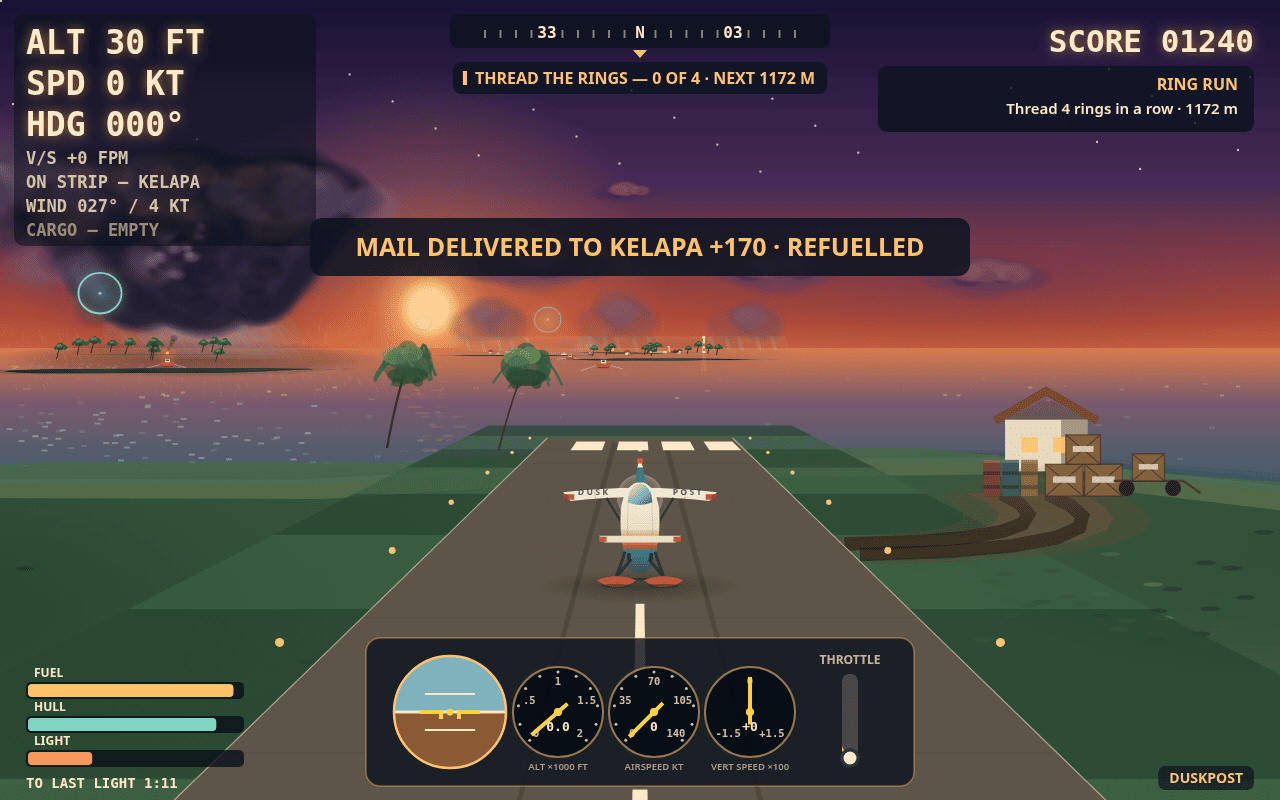 ALT 30 FT
SPD 0 KT
HDG 000°
V/S +0 FPM
ON STRIP — KELAPA
WIND 027° / 4 KT
CARGO — EMPTY
33 N 03
THREAD THE RINGS — 0 OF 4 · NEXT 1172 M
SCORE 01240
RING RUN
Thread 4 rings in a row · 1172 m
MAIL DELIVERED TO KELAPA +170 · REFUELLED
DUSK POST
FUEL
HULL
LIGHT
TO LAST LIGHT 1:11
0 .5 1 1.5 2
0.0
ALT ×1000 FT
35 70 105 140
0
AIRSPEED KT
-1.5 +1.5
+0
VERT SPEED ×100
THROTTLE
DUSKPOST